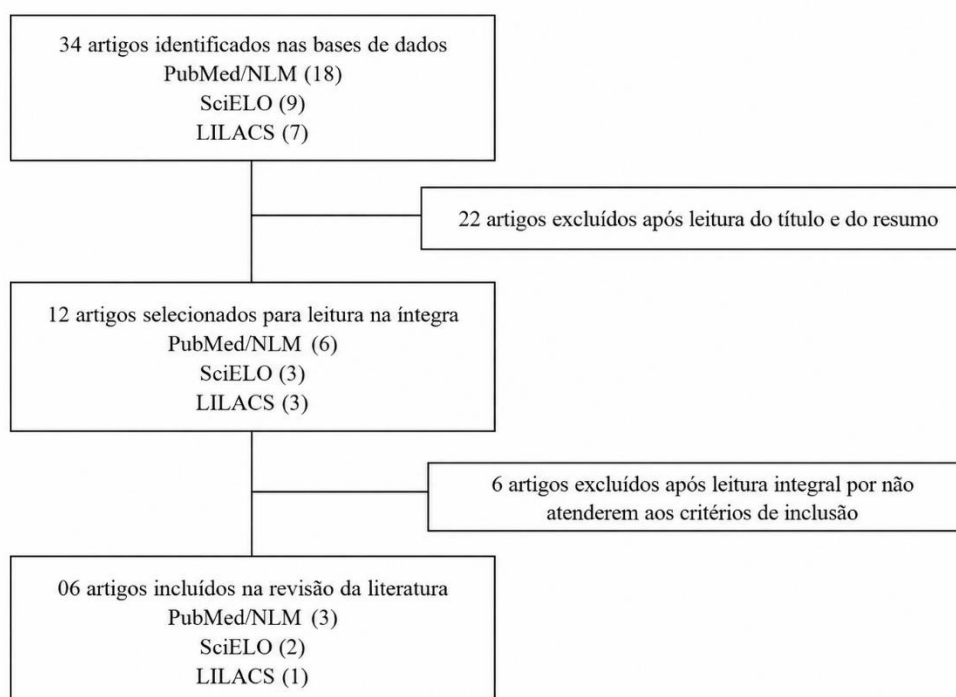 34 artigos identificados nas bases de dados
PubMed/NLM (18)
SciELO (9)
LILACS (7)
22 artigos excluídos após leitura do título e do resumo
12 artigos selecionados para leitura na íntegra
PubMed/NLM (6)
SciELO (3)
LILACS (3)
6 artigos excluídos após leitura integral por não
atenderem aos critérios de inclusão
06 artigos incluídos na revisão da literatura
PubMed/NLM (3)
SciELO (2)
LILACS (1)